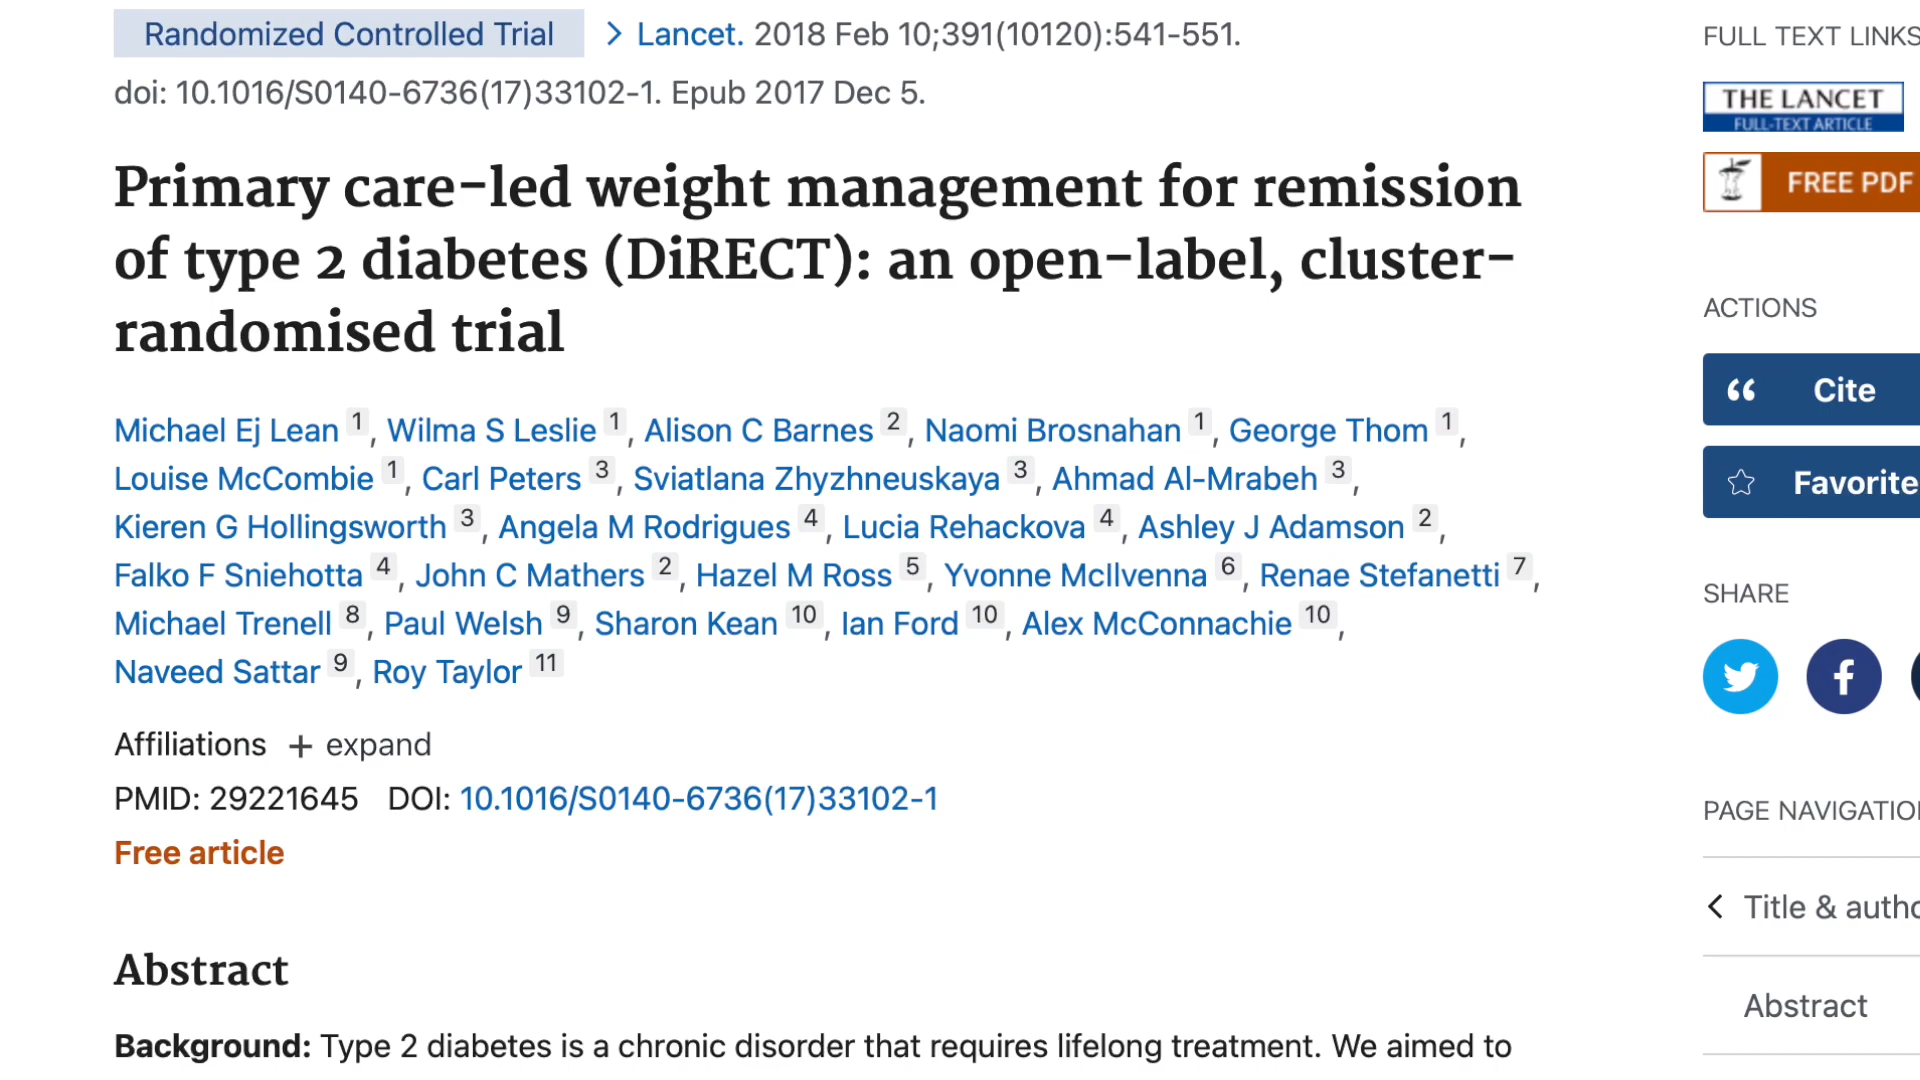 Randomized Controlled Trial > Lancet. 2018 Feb 10;391(10120):541-551.
doi: 10.1016/S0140-6736(17)33102-1. Epub 2017 Dec 5.
Primary care-led weight management for remission
of type 2 diabetes (DiRECT): an open-label, cluster-
randomised trial
Michael Ej Lean 1, Wilma S Leslie 1, Alison C Barnes 2, Naomi Brosnahan 1, George Thom 1,
Louise McCombie 1, Carl Peters 3, Sviatlana Zhyzhneuskaya 3, Ahmad Al-Mrabeh 3,
Kieren G Hollingsworth 3, Angela M Rodrigues 4, Lucia Rehackova 4, Ashley J Adamson 2,
Falko F Sniehotta 4, John C Mathers 2, Hazel M Ross 5, Yvonne McIlvenna 6, Renae Stefanetti 7,
Michael Trenell 8, Paul Welsh 9, Sharon Kean 10, Ian Ford 10, Alex McConnachie 10,
Naveed Sattar 9, Roy Taylor 11
Affiliations + expand
PMID: 29221645 DOI: 10.1016/S0140-6736(17)33102-1
Free article
Abstract
Background: Type 2 diabetes is a chronic disorder that requires lifelong treatment. We aimed to
FULL TEXT LINKS
THE LANCET
FULL-TEXT ARTICLE
FREE PDF
ACTIONS
Cite
Favorite
SHARE
PAGE NAVIGATIO
Title & autho
Abstract